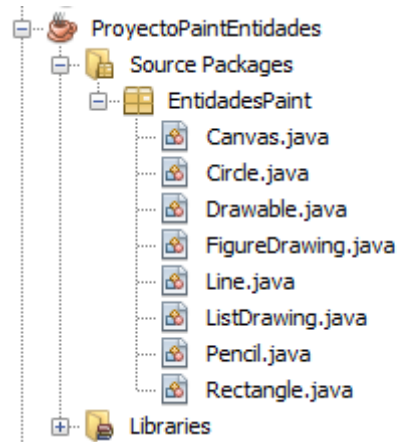 ProyectoPaintEntidades
Source Packages
EntidadesPaint
Canvas.java
Circle.java
Drawable.java
FigureDrawing.java
Line.java
ListDrawing.java
Pencil.java
Rectangle.java
Libraries